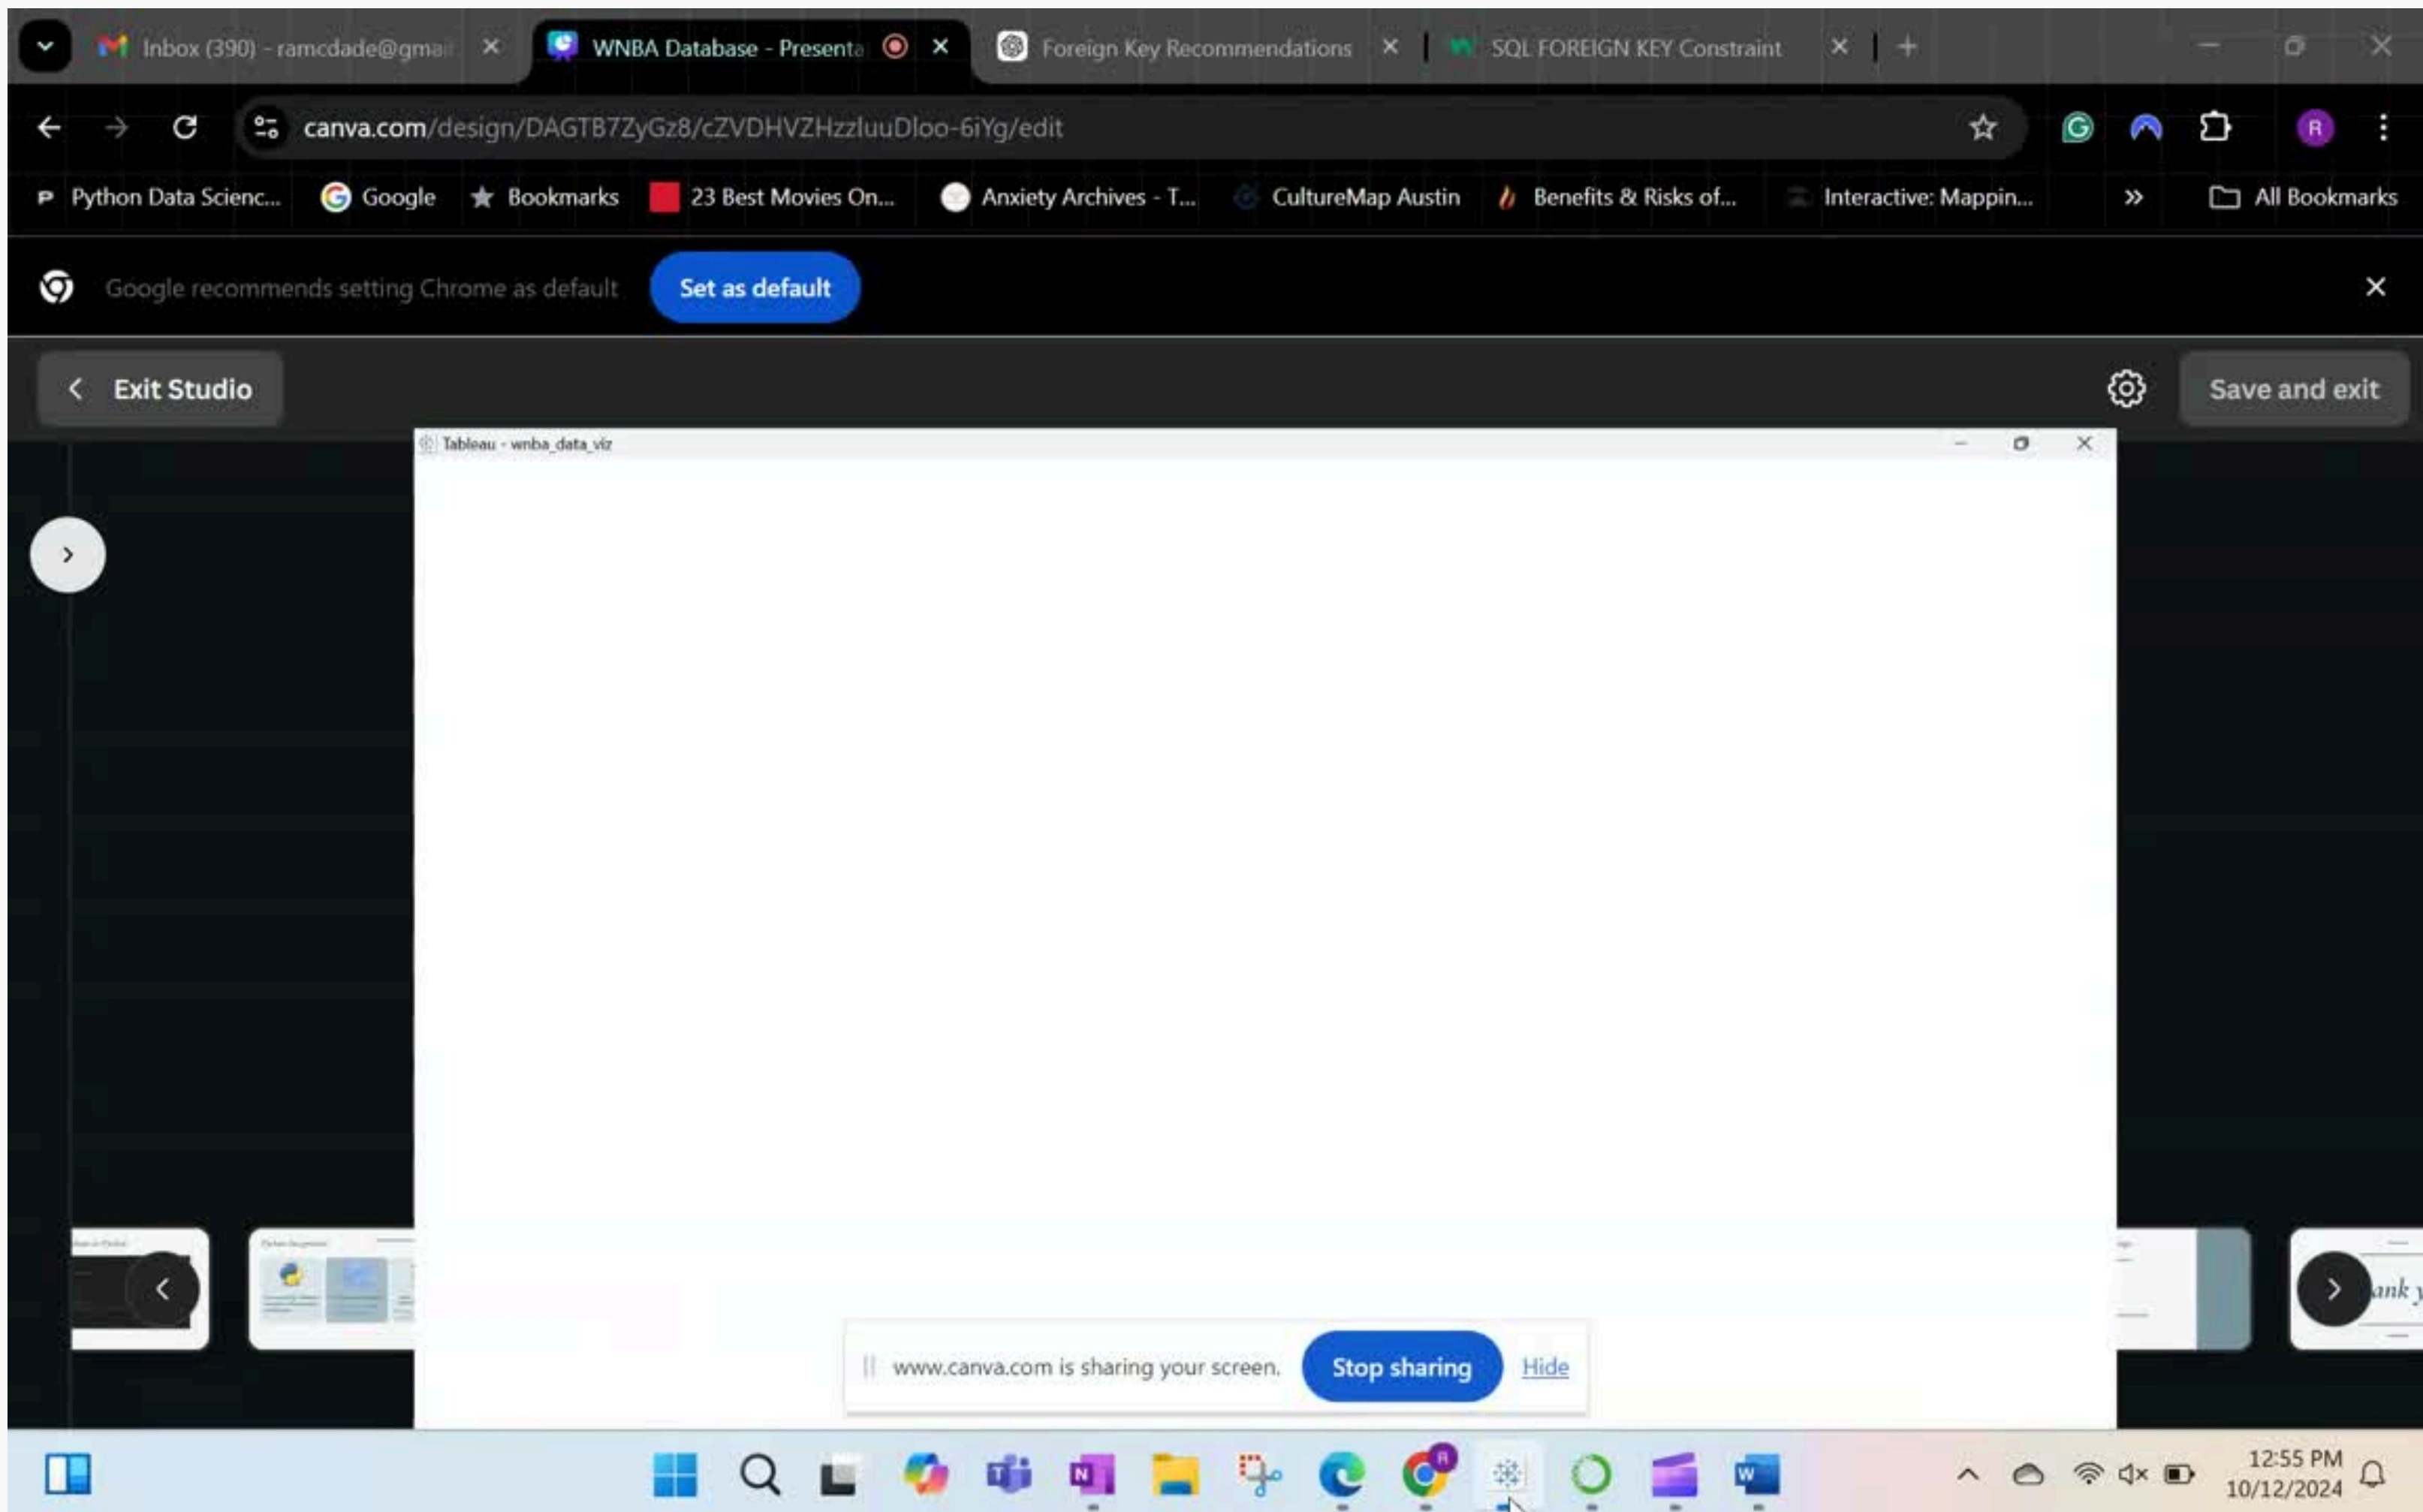 Inbox (390) - ramcdade@gmai
WNBA Database - Presenta
Foreign Key Recommendations
SQL FOREIGN KEY Constraint
canva.com/design/DAGTB7ZyGz8/cZVDHVZHzzluuDloo-6iYg/edit
G
R
Python Data Scienc...
Google
Bookmarks
23 Best Movies On...
Anxiety Archives - T...
CultureMap Austin
Benefits & Risks of...
Interactive: Mappin...
All Bookmarks
Google recommends setting Chrome as default
Set as default
Exit Studio
Save and exit
Tableau - wnba_data_viz
ank y
www.canva.com is sharing your screen.
Stop sharing
Hide
R
N
W
12:55 PM
10/12/2024